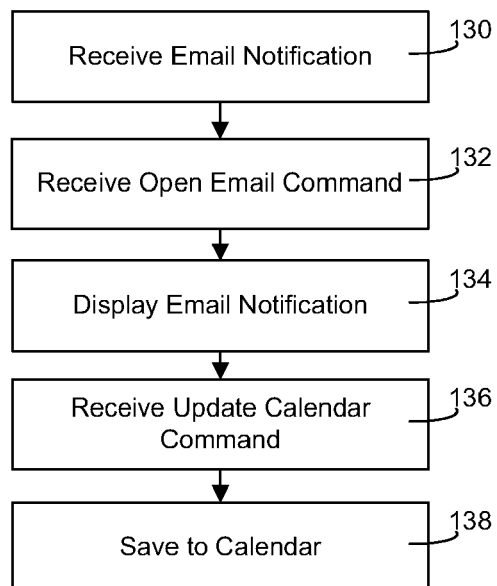 130
Receive Email Notification
132
Receive Open Email Command
134
Display Email Notification
136
Receive Update Calendar
Command
138
Save to Calendar